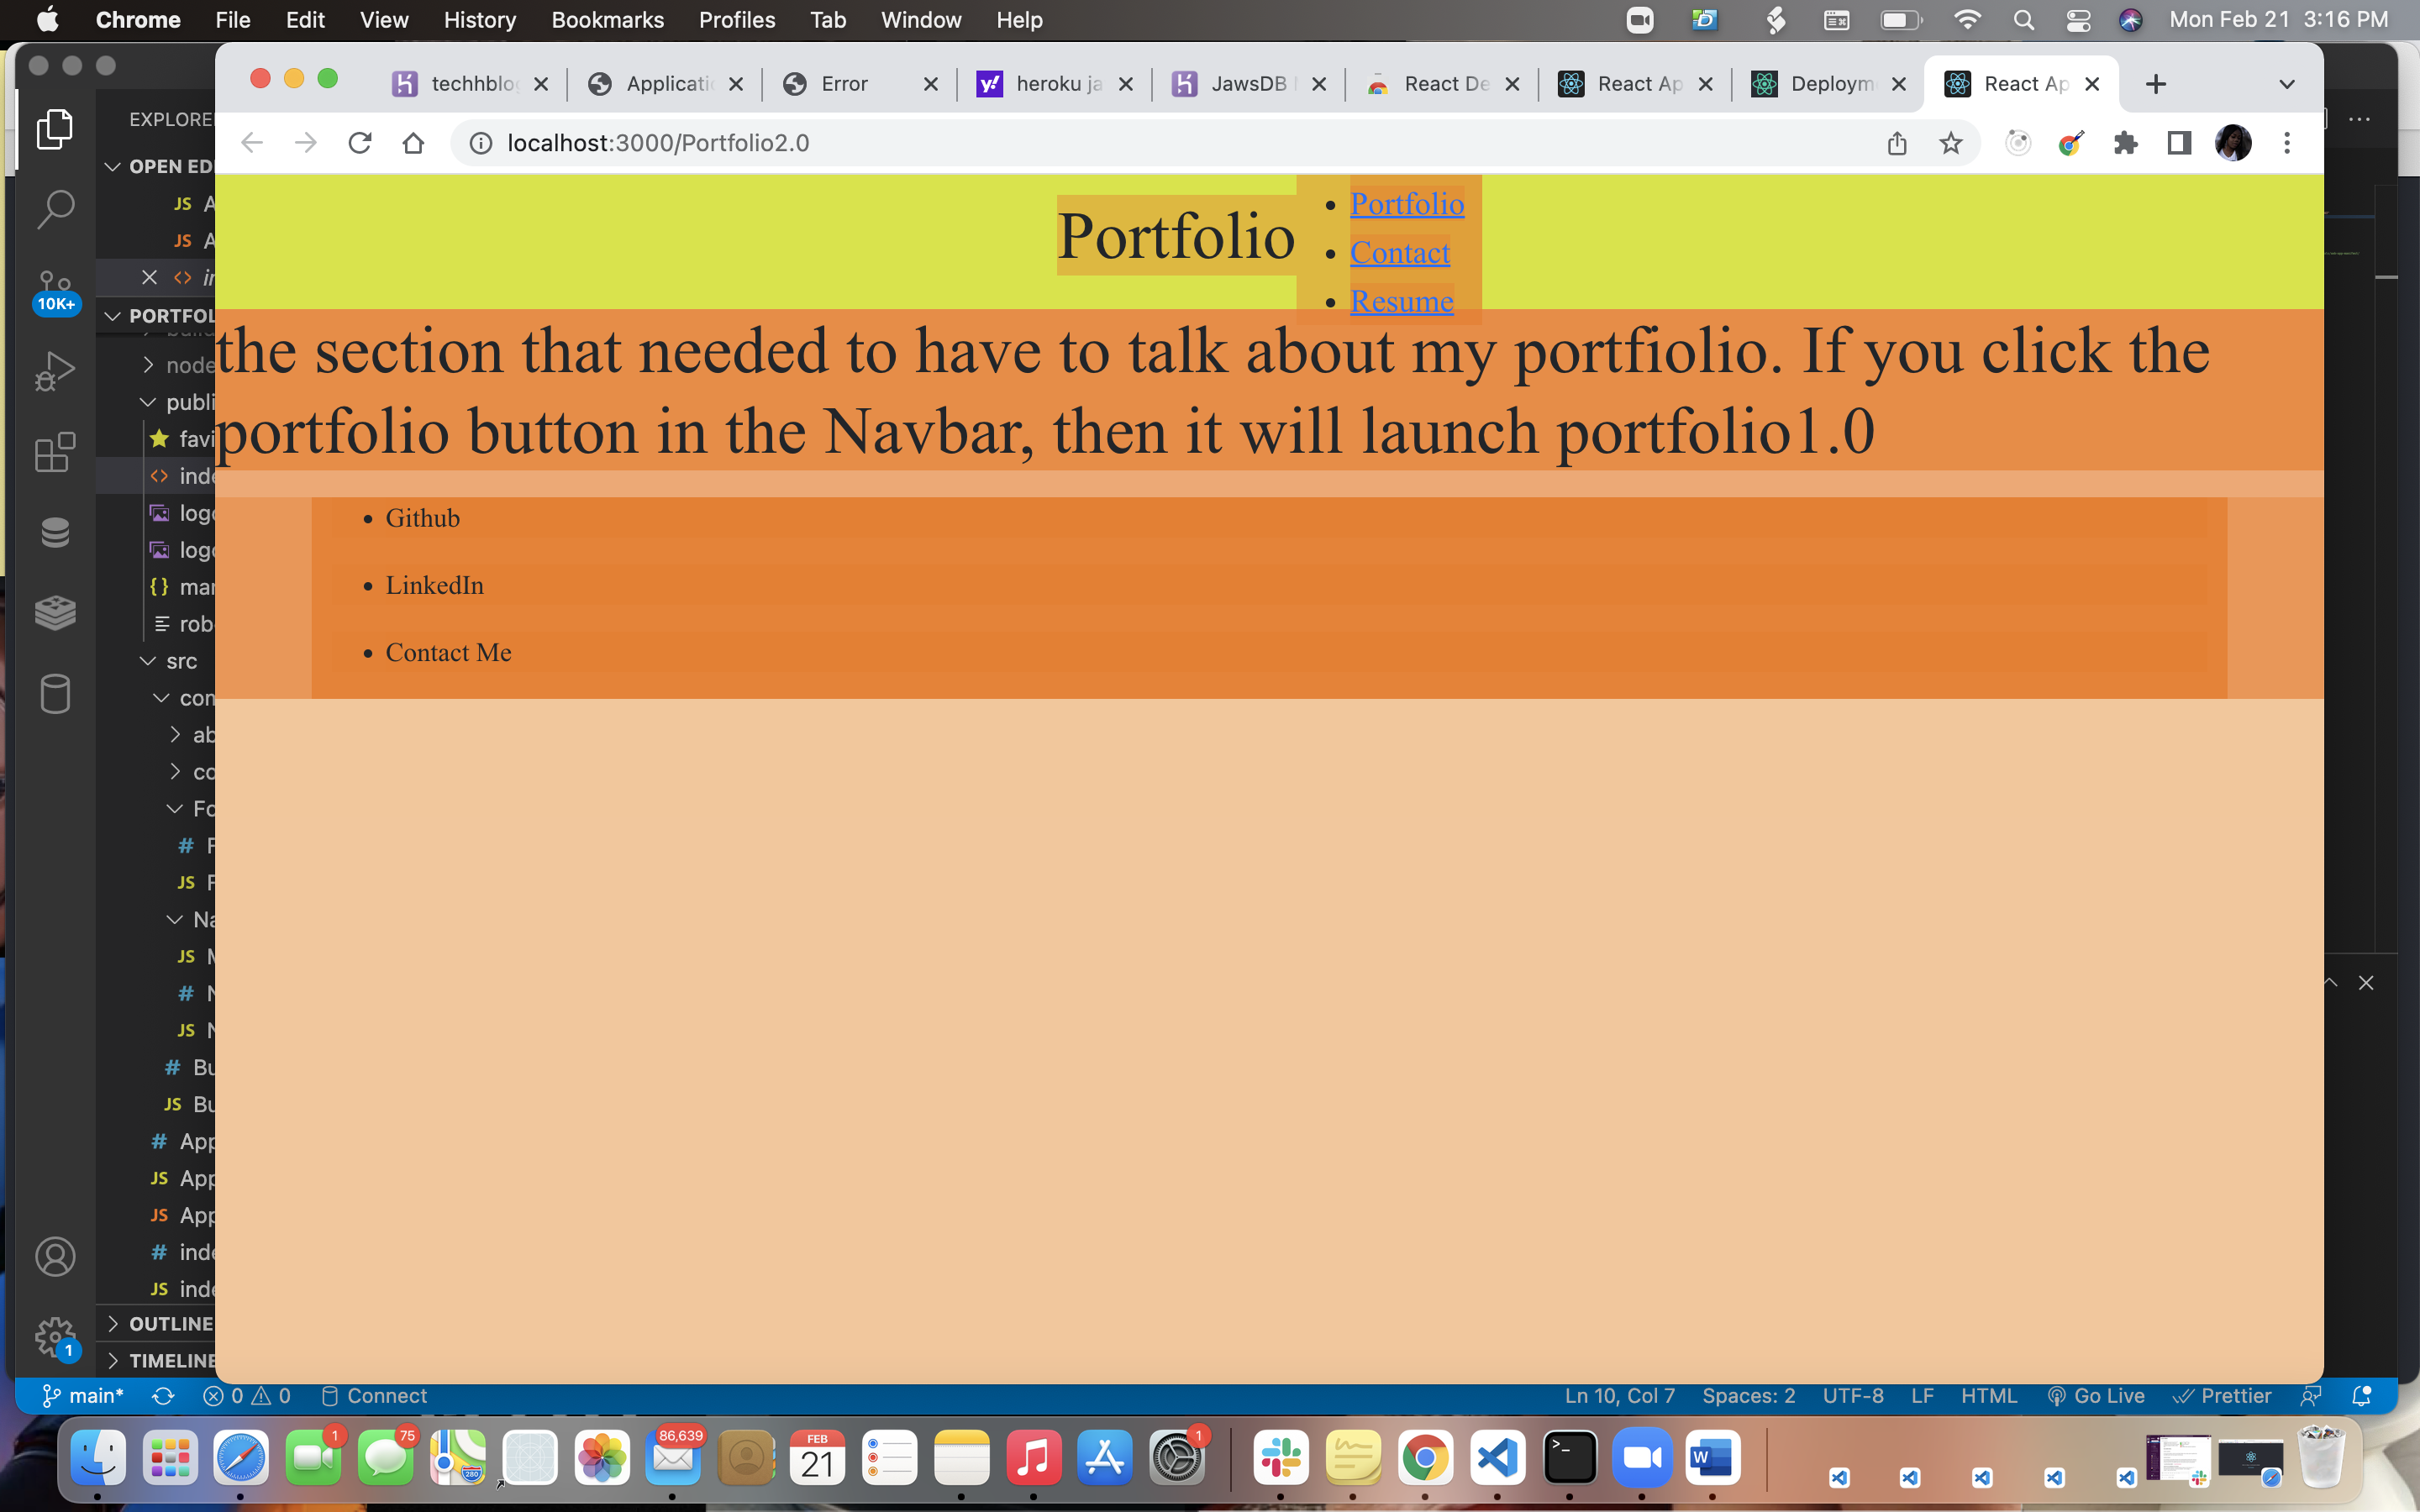 Chrome File Edit View History Bookmarks Profiles Tab Window Help Mon Feb 21 3:16 PM
techhblo Applicati Error heroku ja JawsDB React De React Ap Deploym React Ap
localhost:3000/Portfolio2.0
EXPLORE
OPEN ED
JS A
JS A
10K+
PORTFOL
node
publi
favi
inde
logo
logo
{} mar
rob
src
con
ab
co
Fo
# F
JS F
Na
JS
# N
JS N
# Bu
JS Bu
# App
JS App
JS App
# inde
JS inde
OUTLINE
1
TIMELINE
Portfolio
Portfolio
Contact
Resume
the section that needed to have to talk about my portfiolio. If you click the
portfolio button in the Navbar, then it will launch portfolio1.0
Github
LinkedIn
Contact Me
main* 0 0 Connect Ln 10, Col 7 Spaces: 2 UTF-8 LF HTML Go Live Prettier
1 75 280 86,639 FEB 21 1